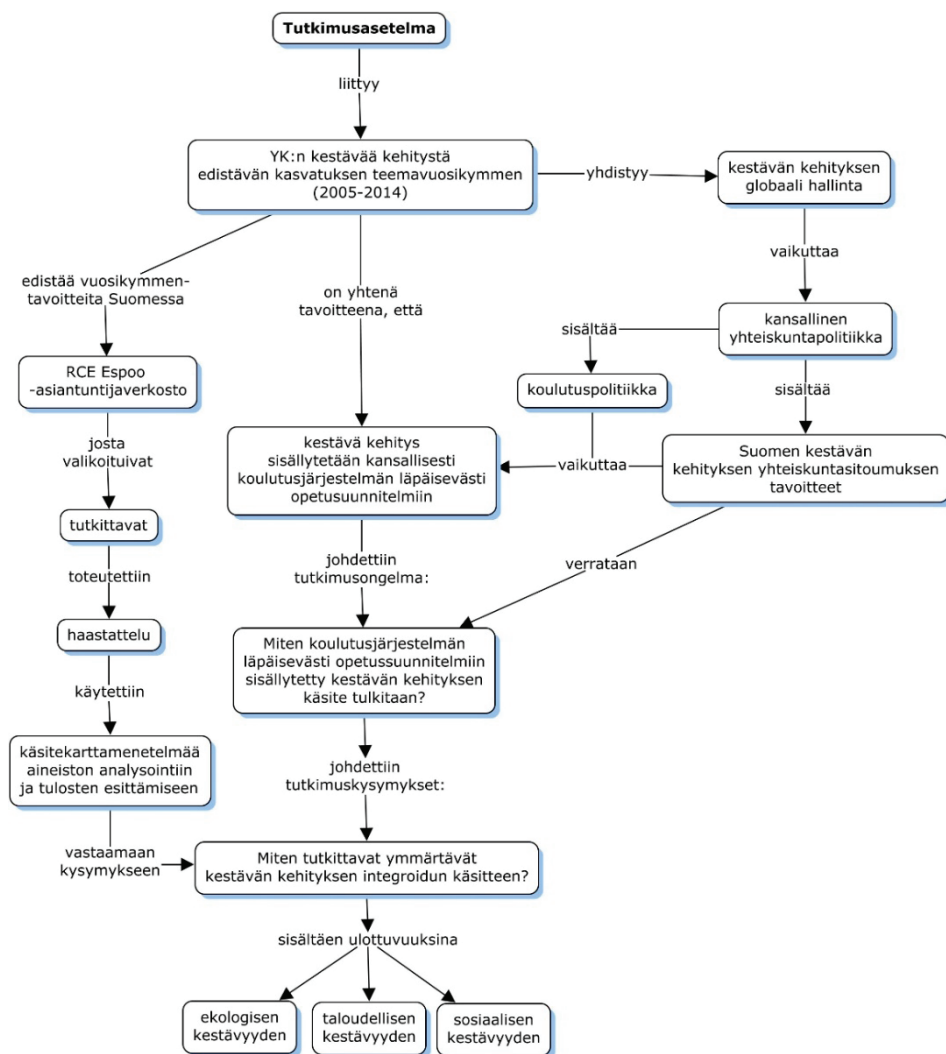 Tutkimusasetelma
liittyy
YK:n kestävää kehitystä
edistävän kasvatuksen teemavuosikymmen
(2005-2014)
yhdistyy
kestävän kehityksen
globaali hallinta
vaikuttaa
edistää vuosikymmen-
tavoitteita Suomessa
on yhtenä
tavoitteena, että
kansallinen
yhteiskuntapolitiikka
sisältää
koulutuspolitiikka
sisältää
RCE Espoo
-asiantuntijaverkosto
josta
valikoituivat
kestävä kehitys
sisällytetään kansallisesti
koulutusjärjestelmän läpäisevästi
opetusuunnitelmiin
vaikuttaa
Suomen kestävän
kehityksen yhteiskuntasitoumuksen
tavoitteet
tutkittavat
toteutettiin
johdettiin
tutkimusongelma:
verrataan
haastattelu
käytettiin
Miten koulutusjärjestelmän
läpäisevästi opetussuunnitelmiin
sisällytetty kestävän kehityksen
käsite tulkitaan?
käsitekarttamenetelmää
aineiston analysointiin
ja tulosten esittämiseen
johdettiin
tutkimuskysymykset:
vastaamaan
kysymykseen
Miten tutkittavat ymmärtävät
kestävän kehityksen integroidun käsitteen?
sisältäen ulottuvuuksina
ekologisen
kestävyyden
taloudellisen
kestävyyden
sosiaalisen
kestävyyden